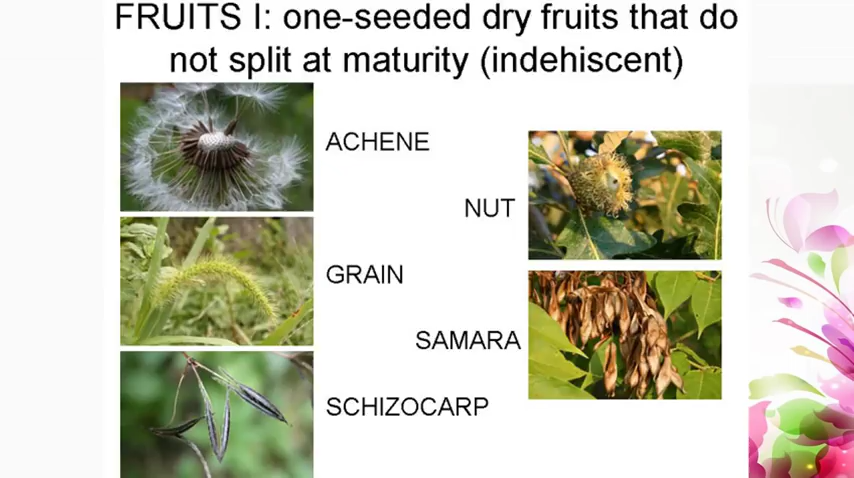 FRUITS I: one-seeded dry fruits that do
not split at maturity (indehiscent)
ACHENE
NUT
GRAIN
SAMARA
SCHIZOCARP